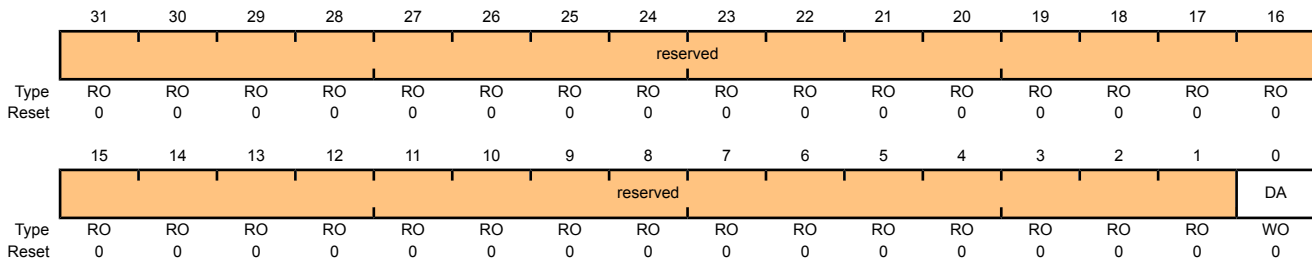 31 30 29 28 27 26 25 24 23 22 21 20 19 18 17 16
reserved
Type RO RO RO RO RO RO RO RO RO RO RO RO RO RO RO RO
Reset 0 0 0 0 0 0 0 0 0 0 0 0 0 0 0 0
15 14 13 12 11 10 9 8 7 6 5 4 3 2 1 0
reserved DA
Type RO RO RO RO RO RO RO RO RO RO RO RO RO RO RO WO
Reset 0 0 0 0 0 0 0 0 0 0 0 0 0 0 0 0